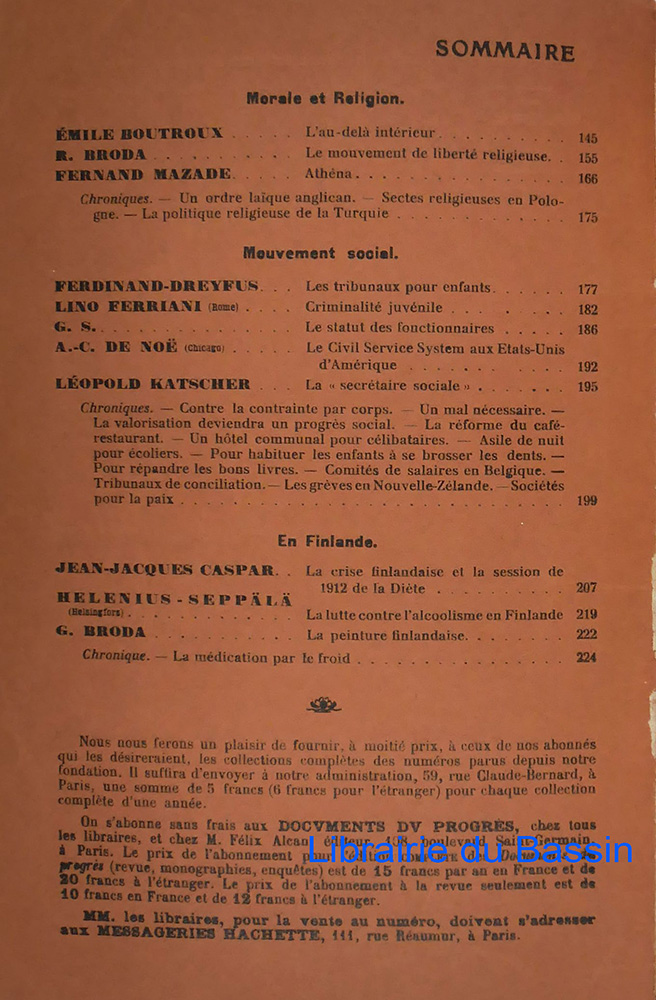 SOMMAIRE
Morale et Religion.
ÉMILE BOUTROUX . . . . . L'au-delà intérieur . . . . . . . . . 145
R. BRODA . . . . . . . . . . Le mouvement de liberté religieuse. . 155
FERNAND MAZADE. . . . . Athéna . . . . . . . . . . . . . . . 166
Chroniques. — Un ordre laïque anglican. — Sectes religieuses en Polo-
gne. — La politique religieuse de la Turquie . . . . . . . . . . . . 175
Mouvement social.
FERDINAND-DREYFUS. . . Les tribunaux pour enfants. . . . . . 177
LINO FERRIANI (Rome) . . . . Criminalité juvénile . . . . . . . . 182
G. S. . . . . . . . . . . . . . Le statut des fonctionnaires . . . . . 186
A.-C. DE NOË (Chicago) . . . . . Le Civil Service System aux Etats-Unis
d'Amérique . . . . . . . . . . 192
LÉOPOLD KATSCHER . . . La « secrétaire sociale » . . . . . . . 195
Chroniques. — Contre la contrainte par corps. — Un mal nécessaire. —
La valorisation deviendra un progrès social. — La réforme du café-
restaurant. — Un hôtel communal pour célibataires. — Asile de nuit
pour écoliers. — Pour habituer les enfants à se brosser les dents. —
Pour répandre les bons livres. — Comités de salaires en Belgique. —
Tribunaux de conciliation. — Les grèves en Nouvelle-Zélande. — Sociétés
pour la paix . . . . . . . . . . . . . . . . . . . . . . . . . 199
En Finlande.
JEAN-JACQUES CASPAR. . La crise finlandaise et la session de
1912 de la Diète . . . . . . . . . 207
HELENIUS-SEPPÄLÄ
(Helsingfors) . . . . . . . . . . . . . La lutte contre l'alcoolisme en Finlande 219
G. BRODA . . . . . . . . . . La peinture finlandaise. . . . . . . . 222
Chronique. — La médication par le froid . . . . . . . . . . . . . . . 224
Nous nous ferons un plaisir de fournir, à moitié prix, à ceux de nos abonnés
qui les désireraient, les collections complètes des numéros parus depuis notre
fondation. Il suffira d'envoyer à notre administration, 59, rue Claude-Bernard, à
Paris, une somme de 5 francs (6 francs pour l'étranger) pour chaque collection
complète d'une année.
On s'abonne sans frais aux DOCVMENTS DV PROGRÈS, chez tous
les libraires, et chez M. Félix Alcan, éditeur, 108, boulevard Saint-Germain,
à Paris. Le prix de l'abonnement
progrès (revue, monographies, enquêtes) est de 15 francs par an en France et de
20 francs à l'étranger. Le prix de l'abonnement à la revue seulement est de
10 francs en France et de 12 francs à l'étranger.
MM. les libraires, pour la vente au numéro, doivent s'adresser
aux MESSAGERIES HACHETTE, 111, rue Réaumur, à Paris.
Librairie du Bassin